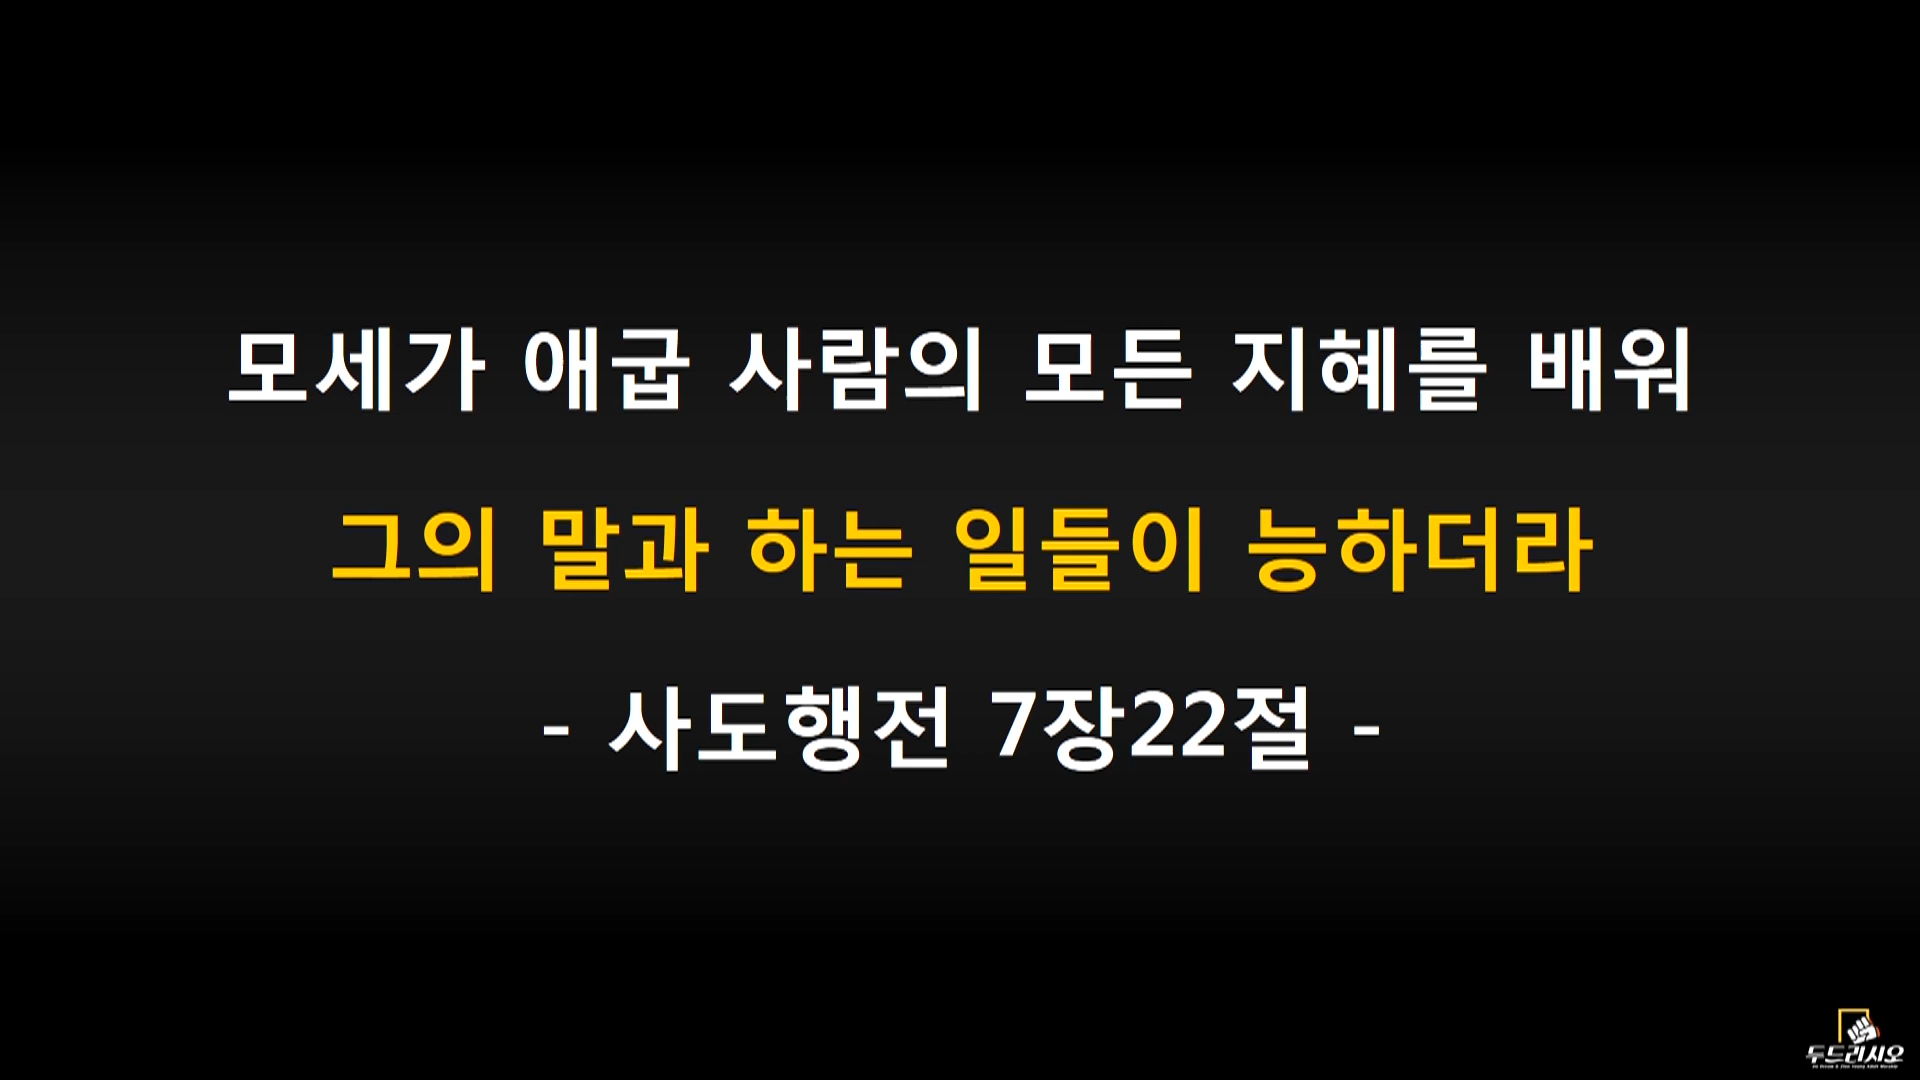 모세가 애굽 사람의 모든 지혜를 배워
그의 말과 하는 일들이 능하더라
- 사도행전 7장22절 -
두드리시오